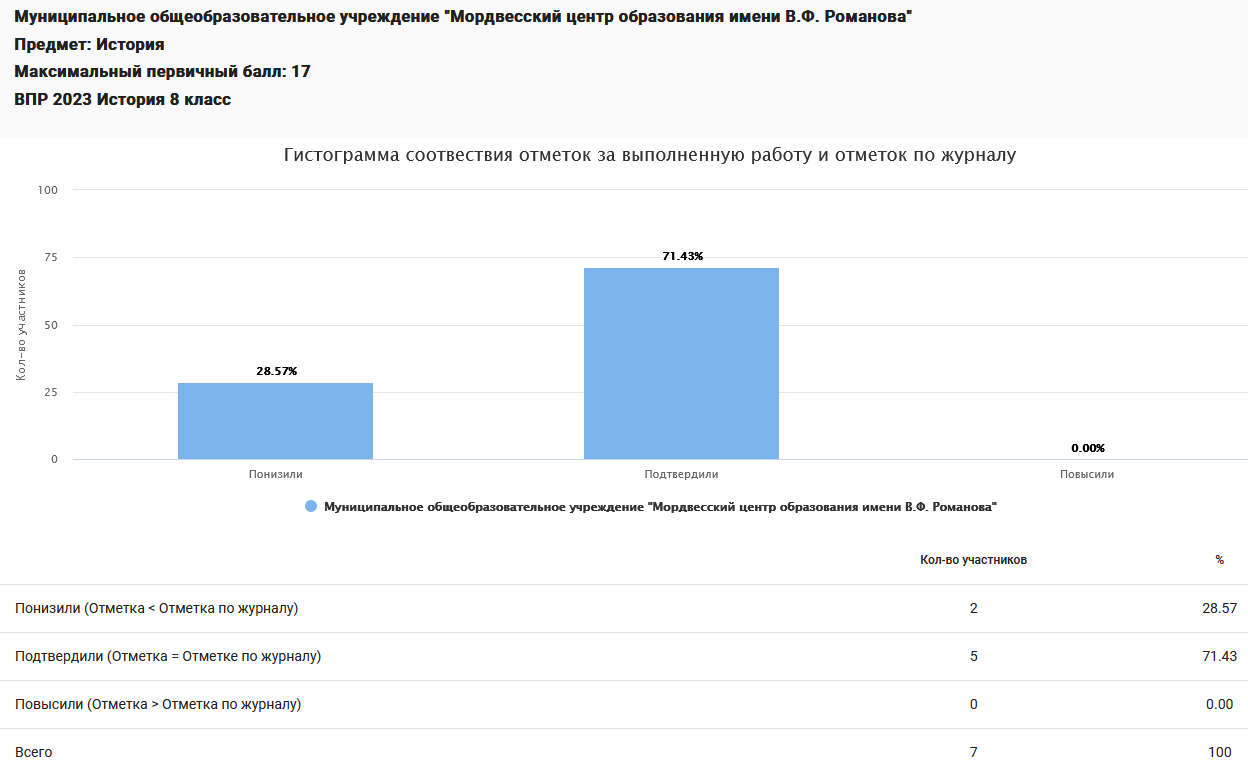 Муниципальное общеобразовательное учреждение "Мордвесский центр образования имени В.Ф. Романова"
Предмет: История
Максимальный первичный балл: 17
ВПР 2023 История 8 класс
Гистограмма соотвествия отметок за выполненную работу и отметок по журналу
Кол-во участников
100
75
50
25
0
28.57%
71.43%
0.00%
Понизили
Подтвердили
Повысили
Муниципальное общеобразовательное учреждение "Мордвесский центр образования имени В.Ф. Романова"
Кол-во участников %
Понизили (Отметка < Отметка по журналу) 2 28.57
Подтвердили (Отметка = Отметке по журналу) 5 71.43
Повысили (Отметка > Отметка по журналу) 0 0.00
Всего 7 100